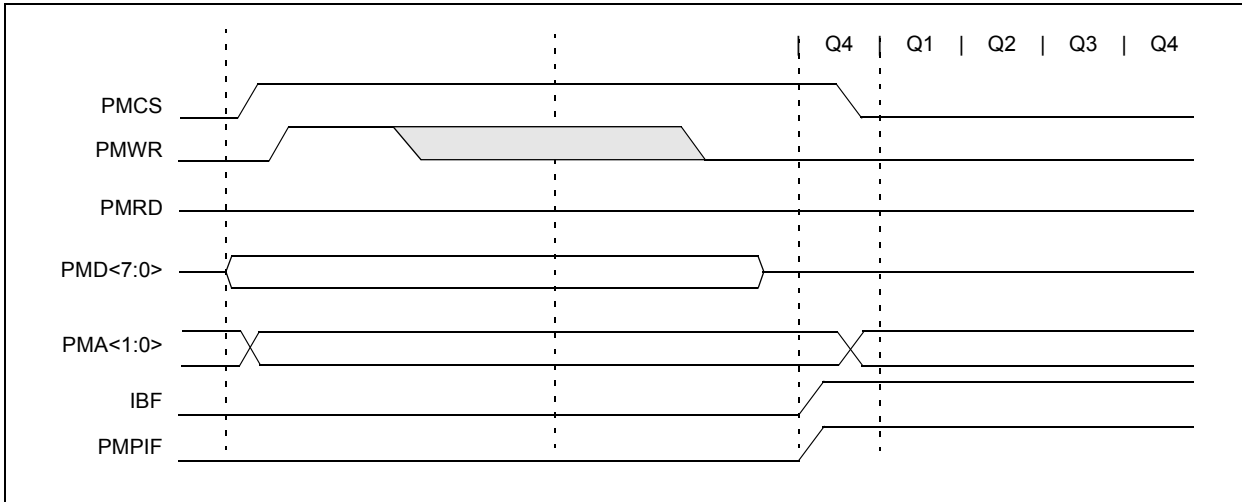 | Q4 | Q1 | Q2 | Q3 | Q4
PMCS
PMWR
PMRD
PMD<7:0>
PMA<1:0>
IBF
PMPIF